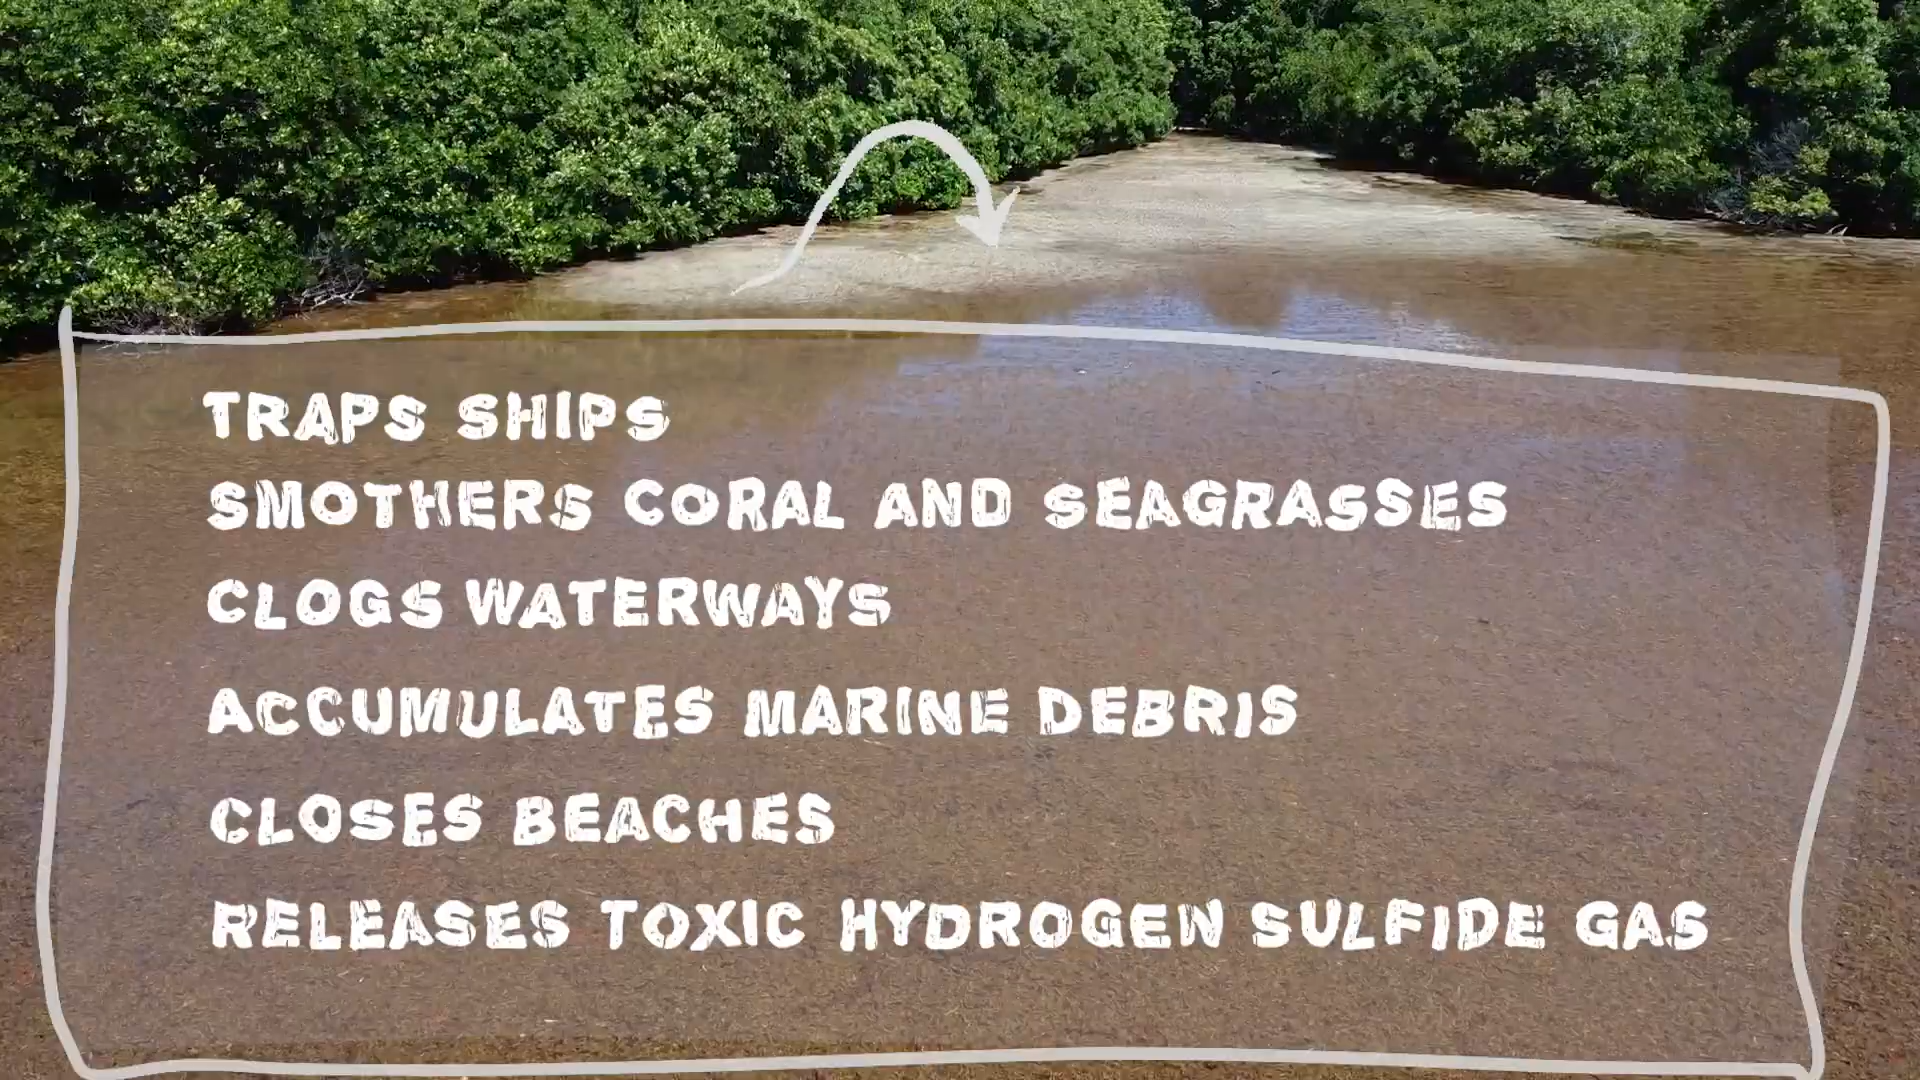 TRAPS SHIPS
SMOTHERS CORAL AND SEAGRASSES
CLOGS WATERWAYS
ACCUMULATES MARINE DEBRIS
CLOSES BEACHES
RELEASES TOXIC HYDROGEN SULFIDE GAS